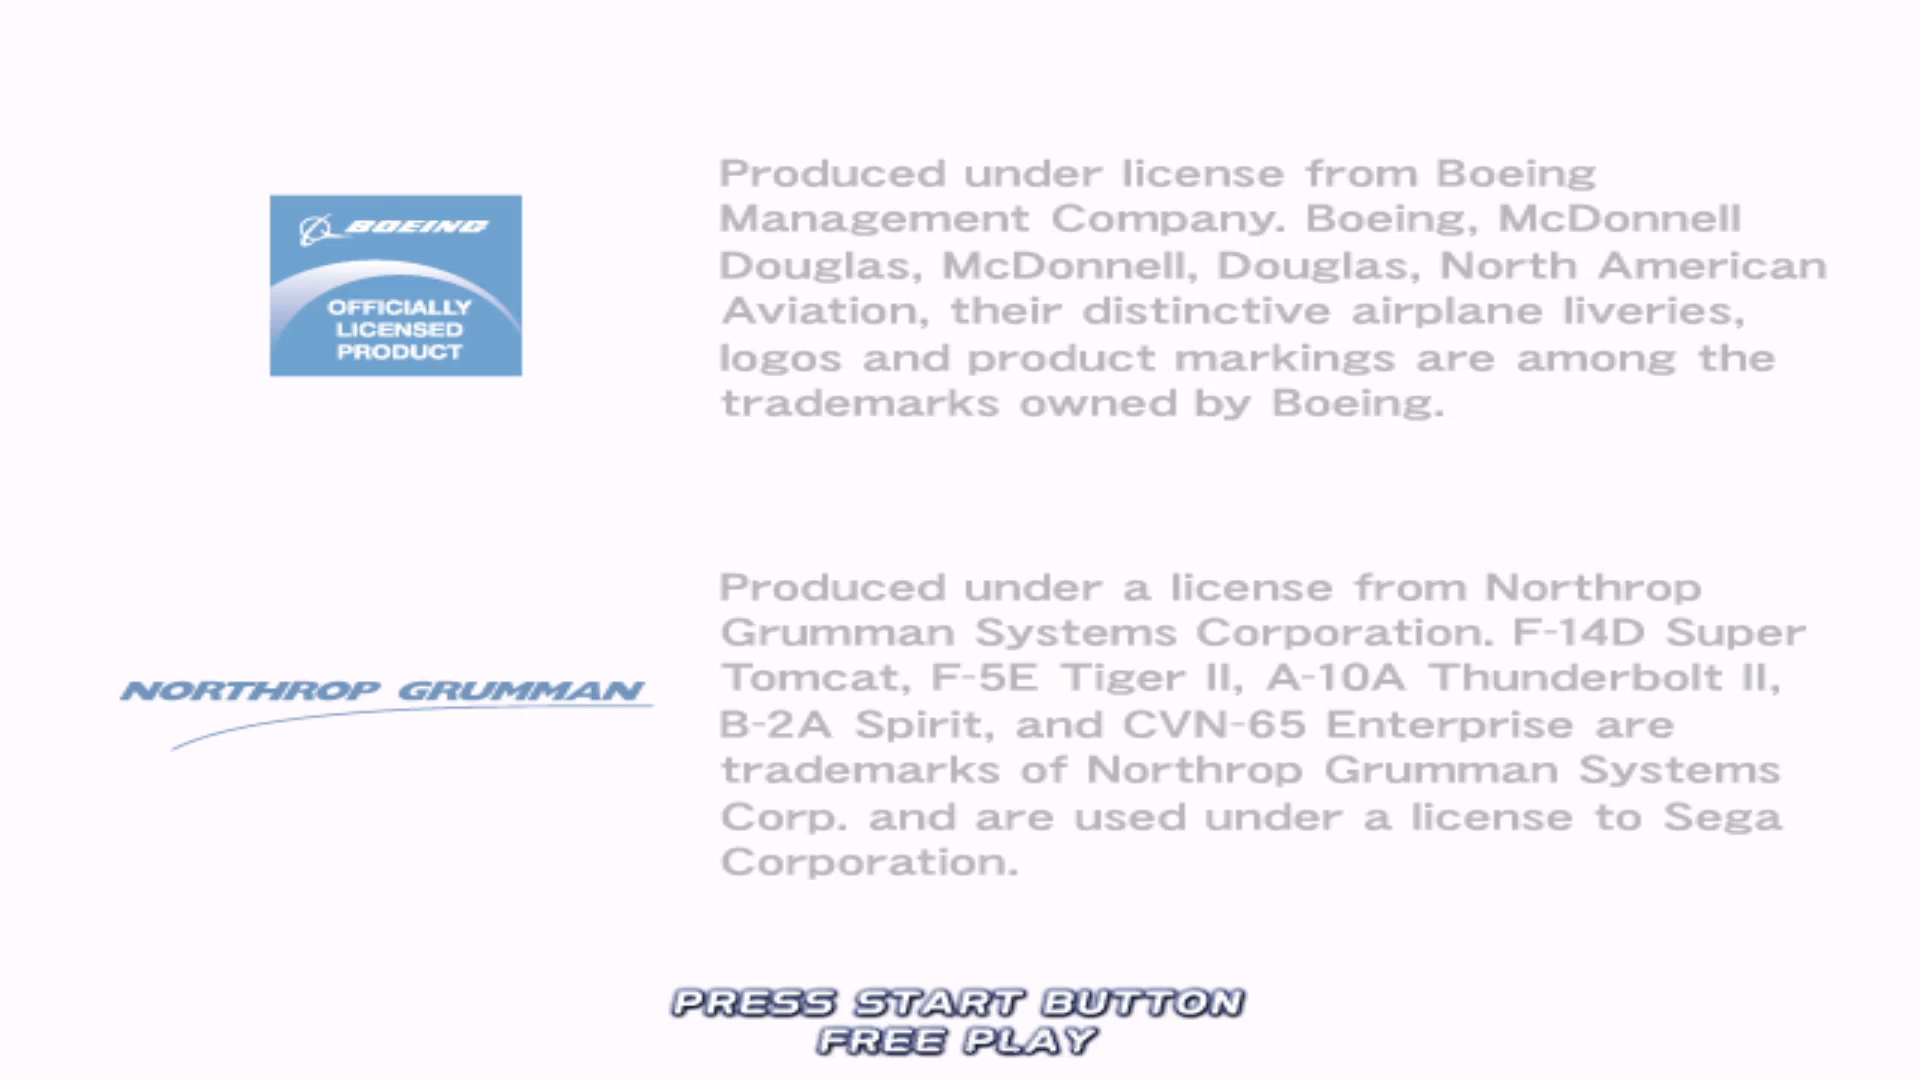 BOEING
OFFICIALLY
LICENSED
PRODUCT
Produced under license from Boeing
Management Company. Boeing, McDonnell
Douglas, McDonnell, Douglas, North American
Aviation, their distinctive airplane liveries,
logos and product markings are among the
trademarks owned by Boeing.
NORTHROP GRUMMAN
Produced under a license from Northrop
Grumman Systems Corporation. F-14D Super
Tomcat, F-5E Tiger II, A-10A Thunderbolt II,
B-2A Spirit, and CVN-65 Enterprise are
trademarks of Northrop Grumman Systems
Corp. and are used under a license to Sega
Corporation.
PRESS START BUTTON
FREE PLAY